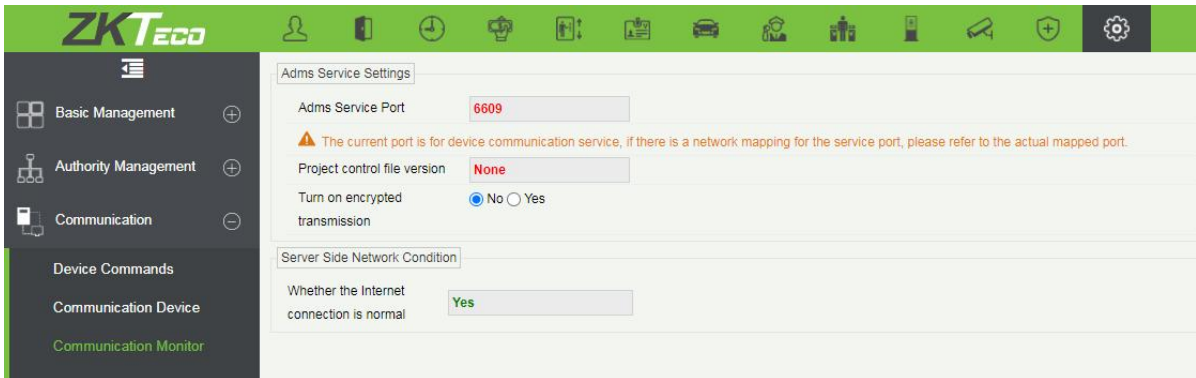 ZKTECO
Basic Management
Authority Management
Communication
Device Commands
Communication Device
Communication Monitor
Adms Service Settings
Adms Service Port 6609
The current port is for device communication service, if there is a network mapping for the service port, please refer to the actual mapped port.
Project control file version None
Turn on encrypted No Yes
transmission
Server Side Network Condition
Whether the Internet Yes
connection is normal